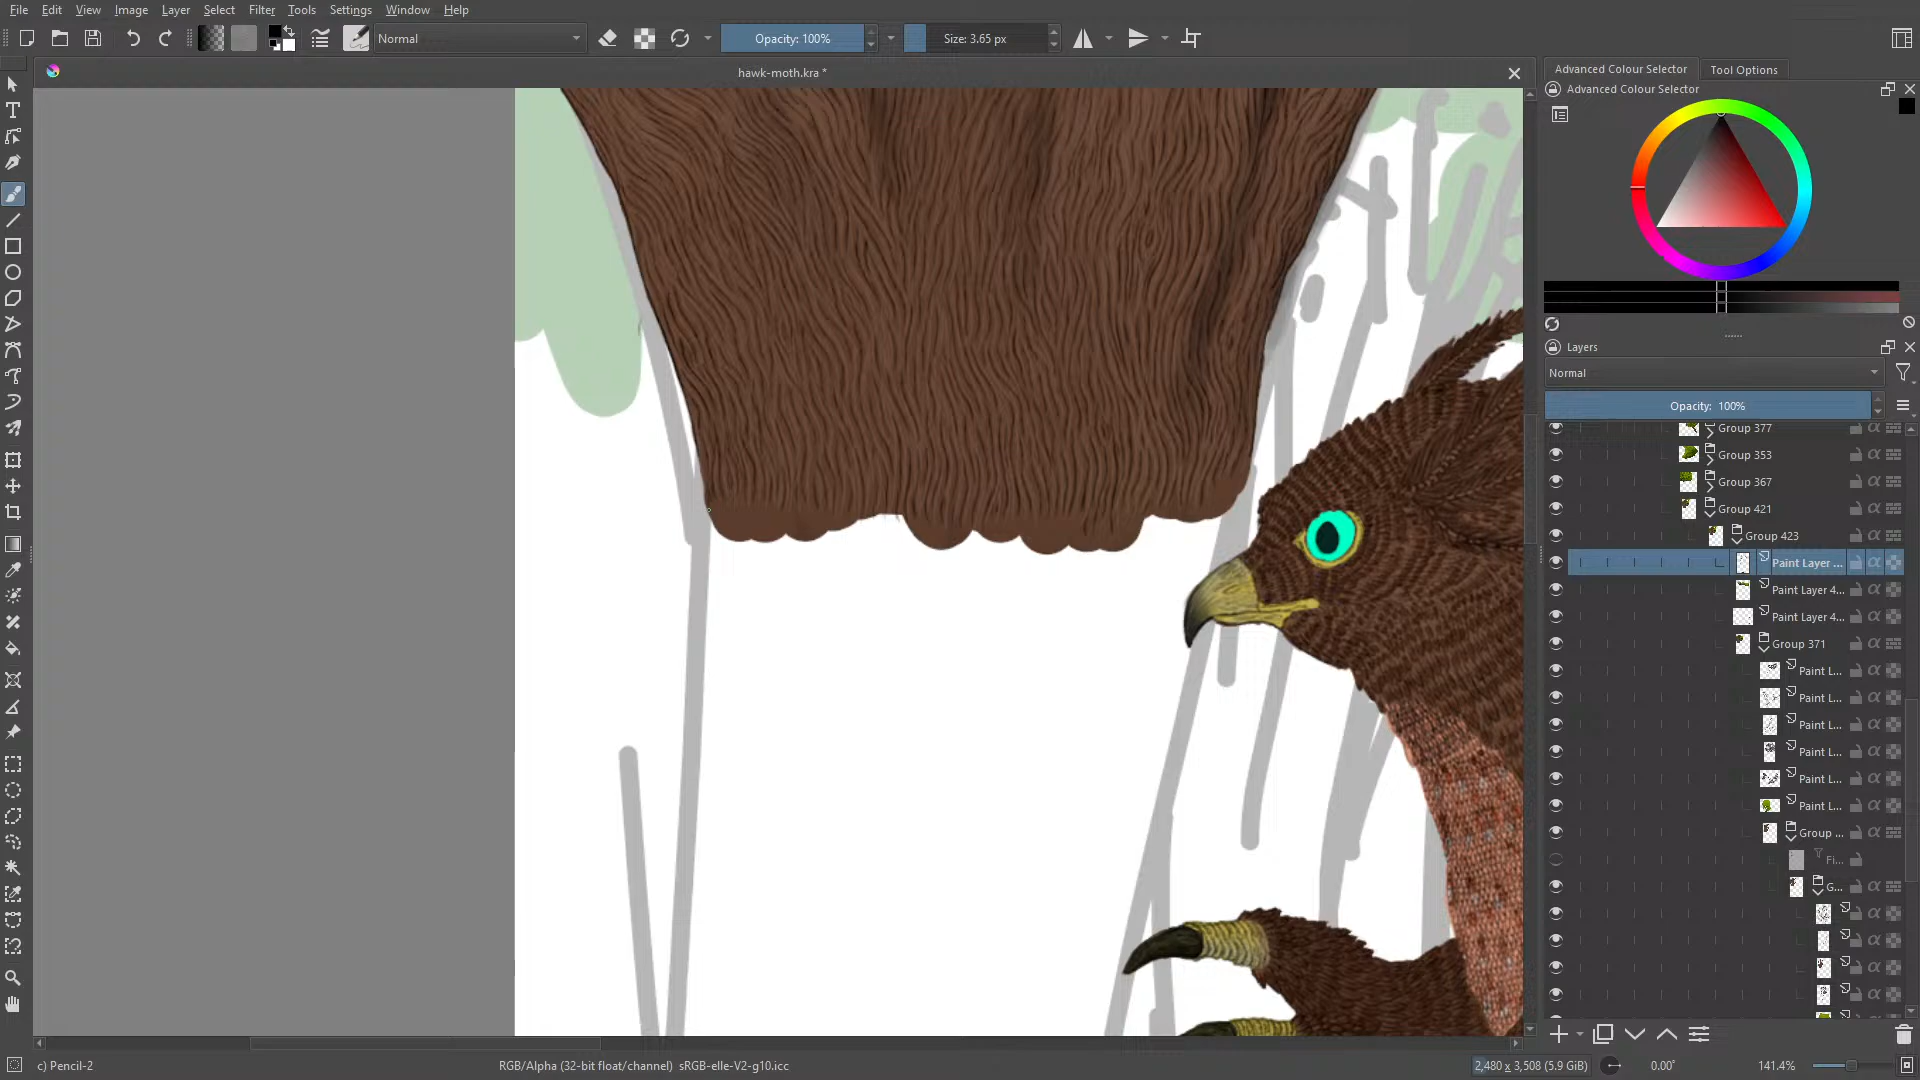 File Edit View Image Layer Select Filter Tools Settings Window Help
Normal
Opacity: 100%
Size: 3.65 px
hawk-moth.kra *
Advanced Colour Selector
Tool Options
Advanced Colour Selector
Layers
Normal
Opacity: 100%
Group 377
Group 353
Group 367
Group 421
Group 423
Paint Layer ...
Paint Layer 4...
Paint Layer 4...
Group 371
Paint L...
Paint L...
Paint L...
Paint L...
Paint L...
Paint L...
Group ...
Fi...
G...
c) Pencil-2
RGB/Alpha (32-bit float/channel) sRGB-elle-V2-g10.icc
2,480 x 3,508 (5.9 GiB)
0.00°
141.4%